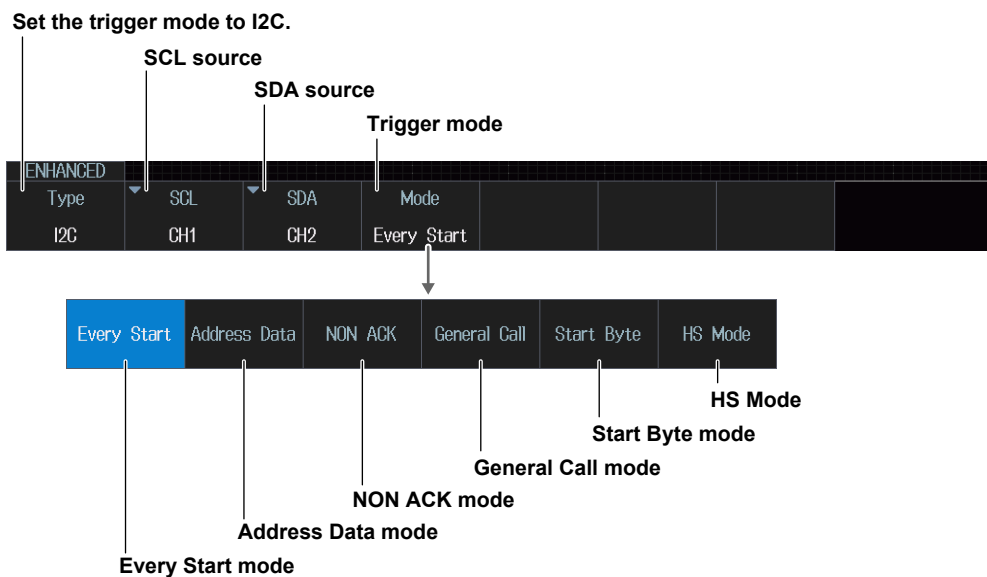 Set the trigger mode to I2C.
SCL source
SDA source
Trigger mode
ENHANCED
Type SCL SDA Mode
I2C CH1 CH2 Every Start
Every Start Address Data NON ACK General Call Start Byte HS Mode
HS Mode
Start Byte mode
General Call mode
NON ACK mode
Address Data mode
Every Start mode